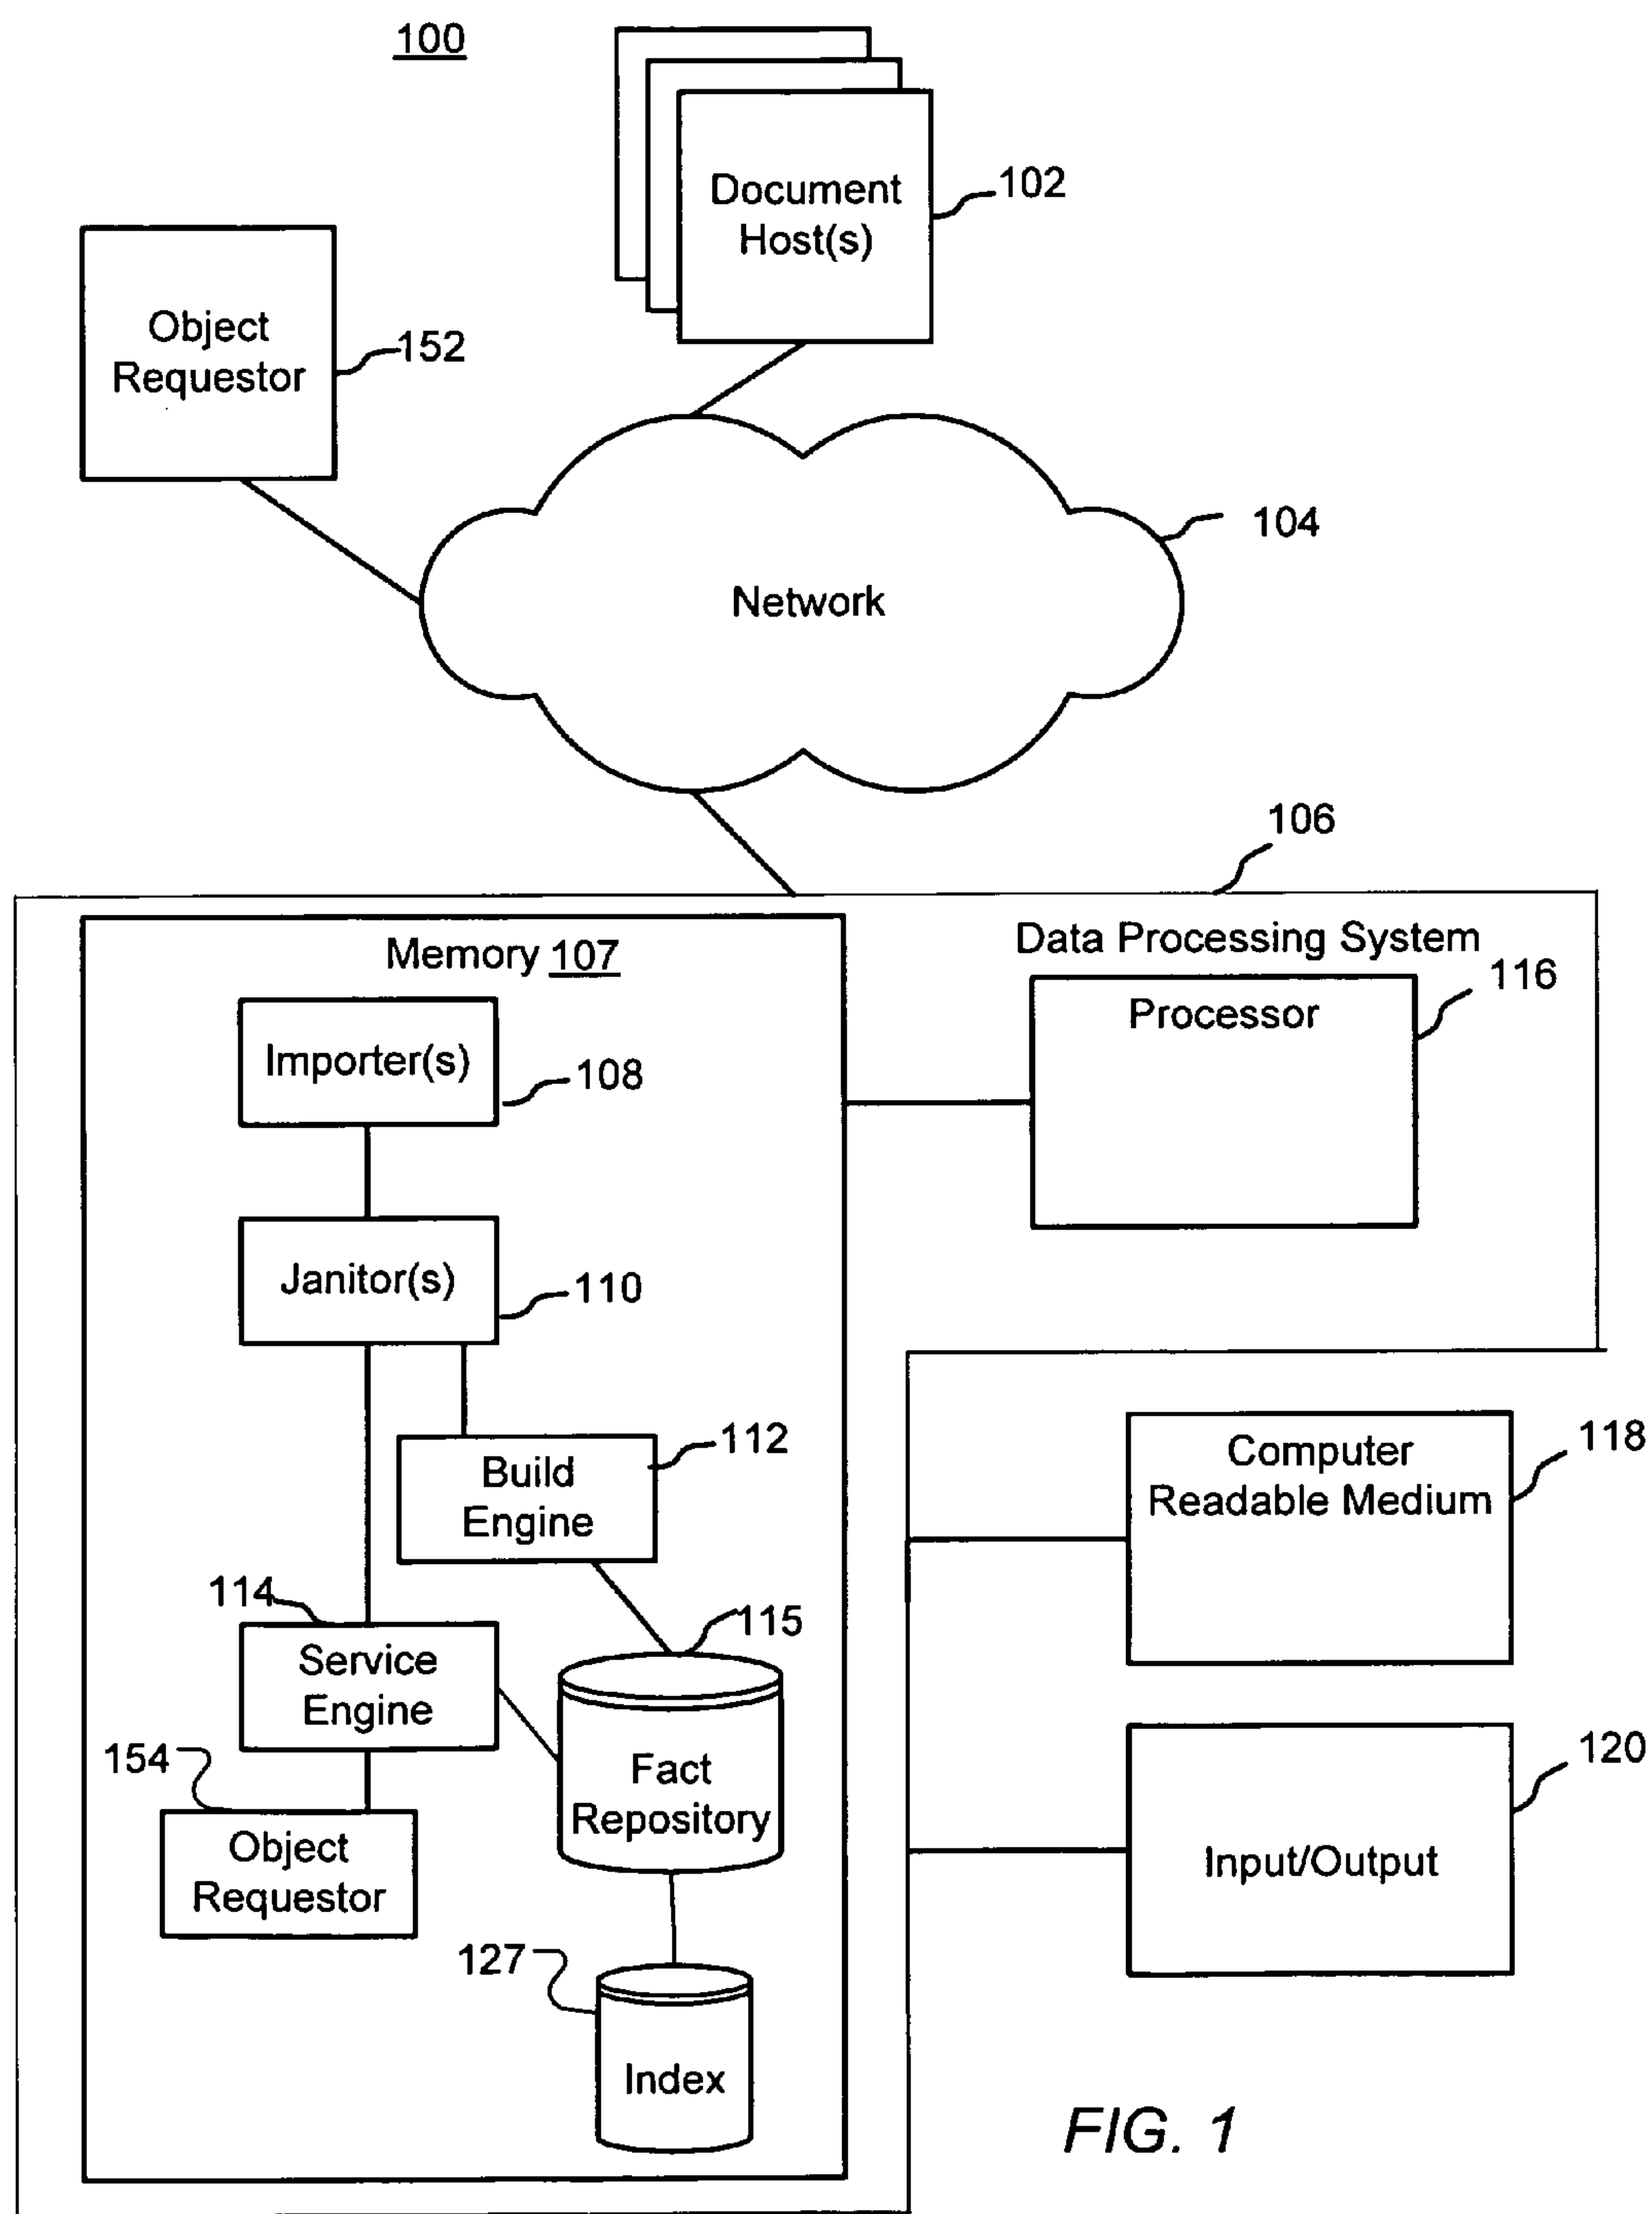 100
Document
Host(s)
102
Object
Requestor
152
104
Network
106
Memory 107
Data Processing System
116
Processor
Importer(s)
108
Janitor(s)
110
112
Build
Engine
118
Computer
Readable Medium
114
115
Service
Engine
154
Fact
Repository
120
Object
Requestor
Input/Output
127
Index
FIG. 1